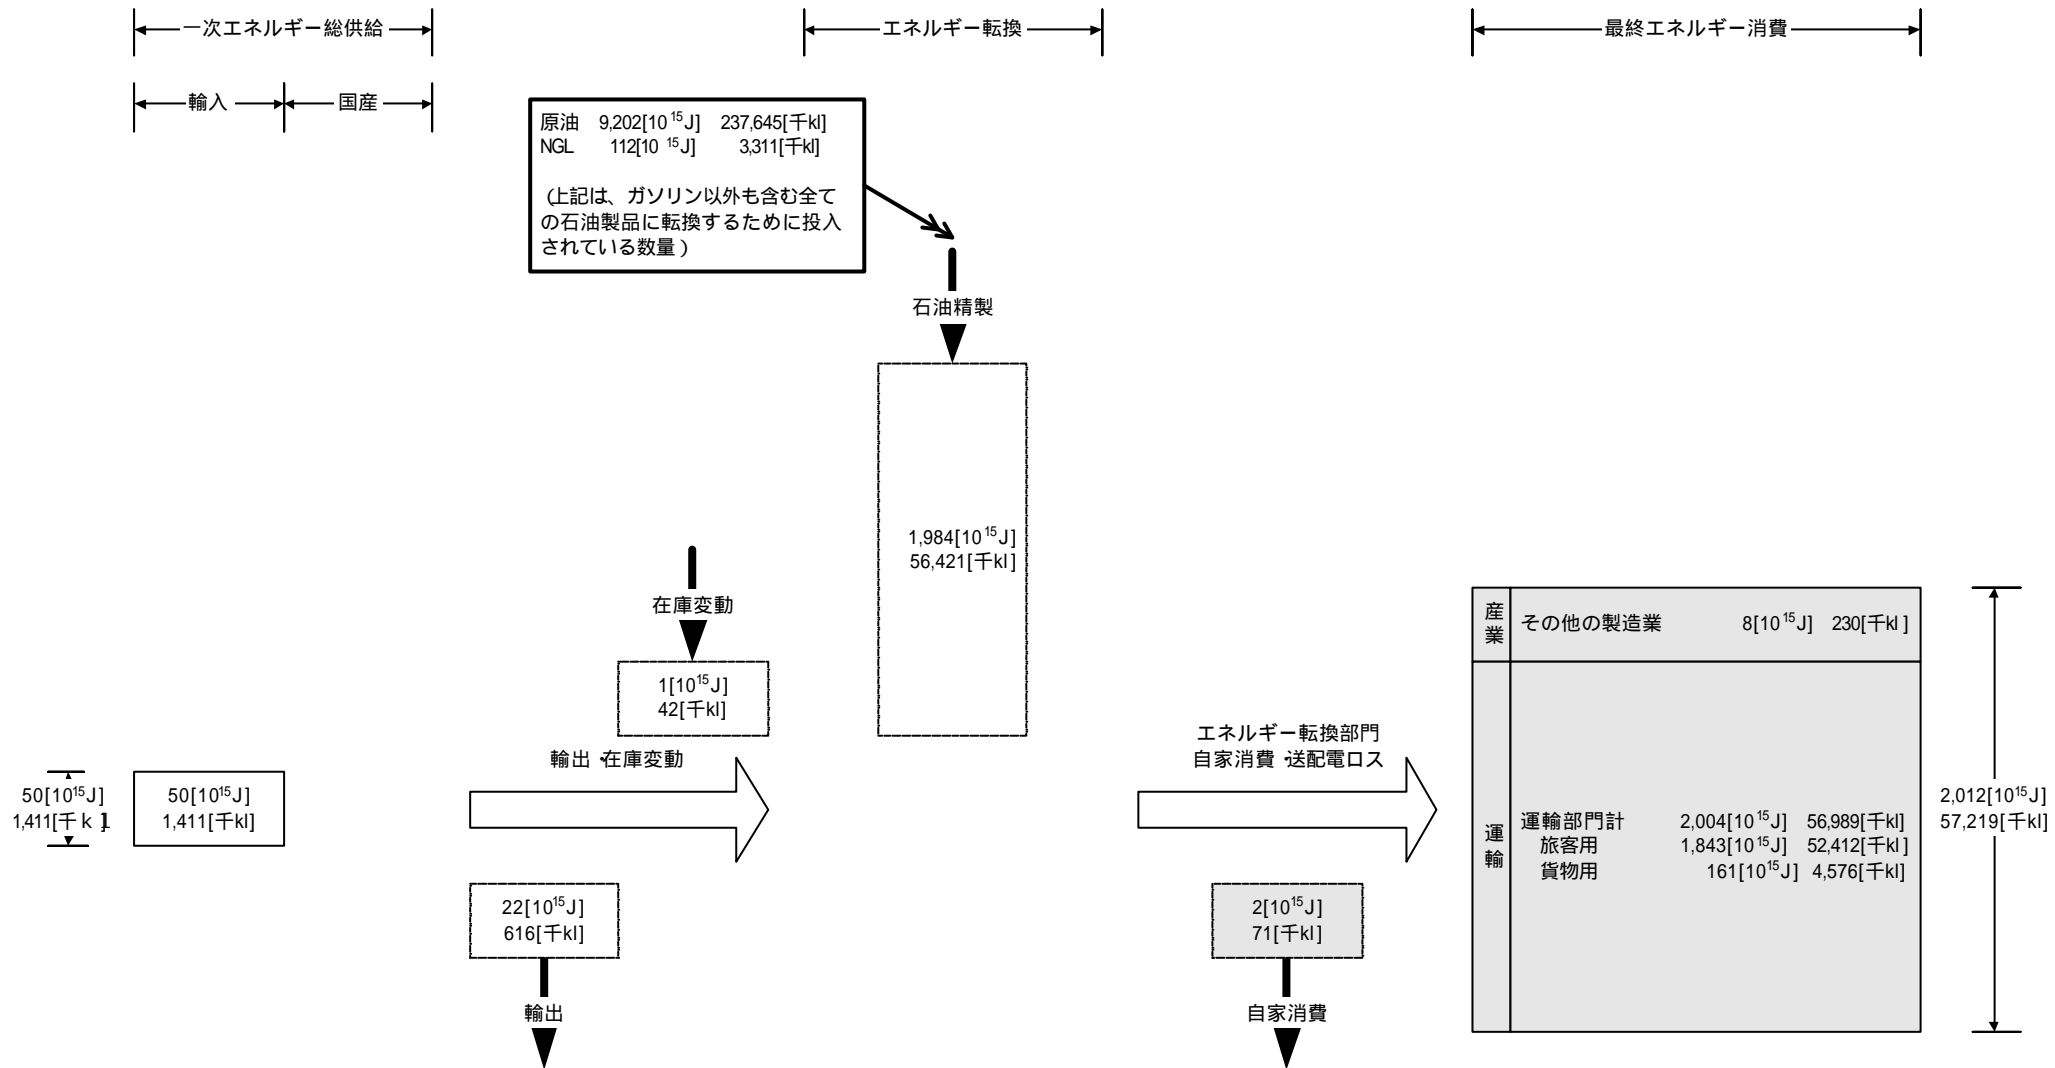 一次エネルギー総供給
エネルギー転換
最終エネルギー消費
輸入
国産
原油 9,202[10¹⁵J] 237,645[千kl]
NGL 112[10¹⁵J] 3,311[千kl]
(上記は、ガソリン以外も含む全て
の石油製品に転換するために投入
されている数量)
石油精製
1,984[10¹⁵J]
56,421[千kl]
在庫変動
1[10¹⁵J]
42[千kl]
輸出・在庫変動
50[10¹⁵J]
1,411[千kl
50[10¹⁵J]
1,411[千kl]
22[10¹⁵J]
616[千kl]
輸出
エネルギー転換部門
自家消費・送配電ロス
2[10¹⁵J]
71[千kl]
自家消費
産業
その他の製造業 8[10¹⁵J] 230[千kl]
運輸
運輸部門計 2,004[10¹⁵J] 56,989[千kl]
旅客用 1,843[10¹⁵J] 52,412[千kl]
貨物用 161[10¹⁵J] 4,576[千kl]
2,012[10¹⁵J]
57,219[千kl]